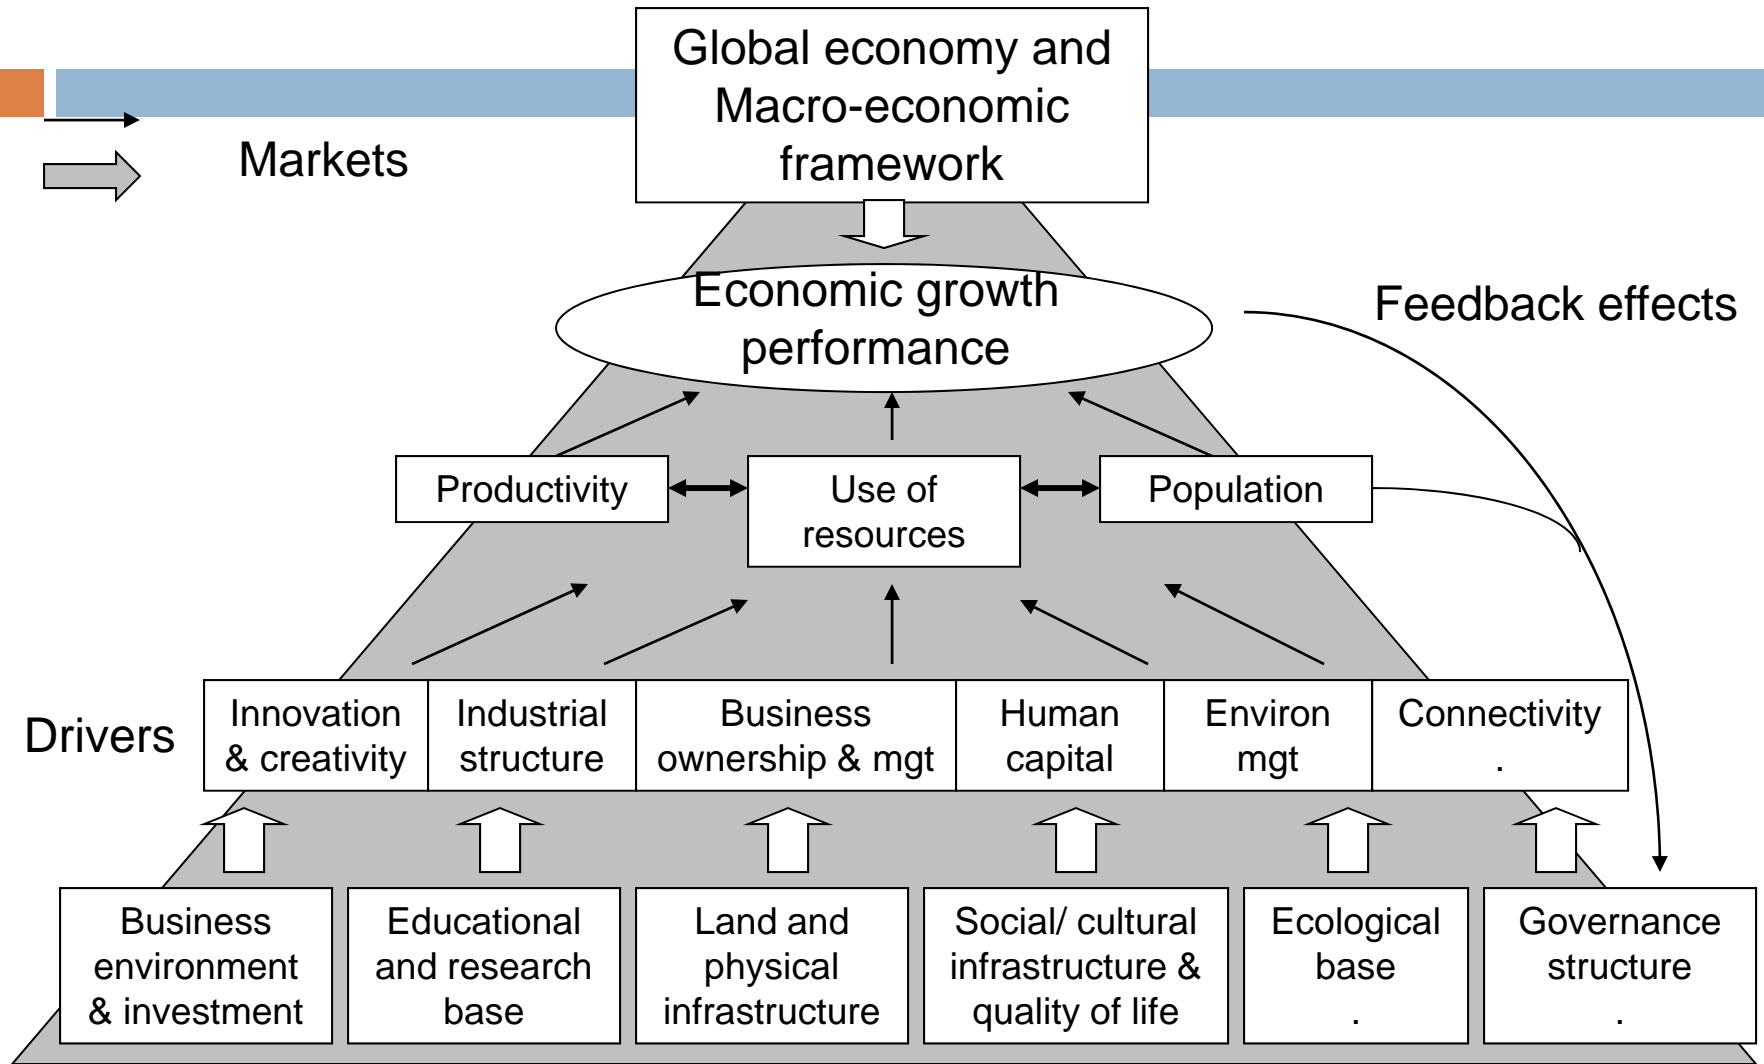 Global economy and
Macro-economic
framework
Markets
Economic growth
performance
Feedback effects
Productivity
Use of
resources
Population
Drivers
Innovation
& creativity
Industrial
structure
Business
ownership & mgt
Human
capital
Environ
mgt
Connectivity
.
Business
environment
& investment
Educational
and research
base
Land and
physical
infrastructure
Social/ cultural
infrastructure &
quality of life
Ecological
base
.
Governance
structure
.